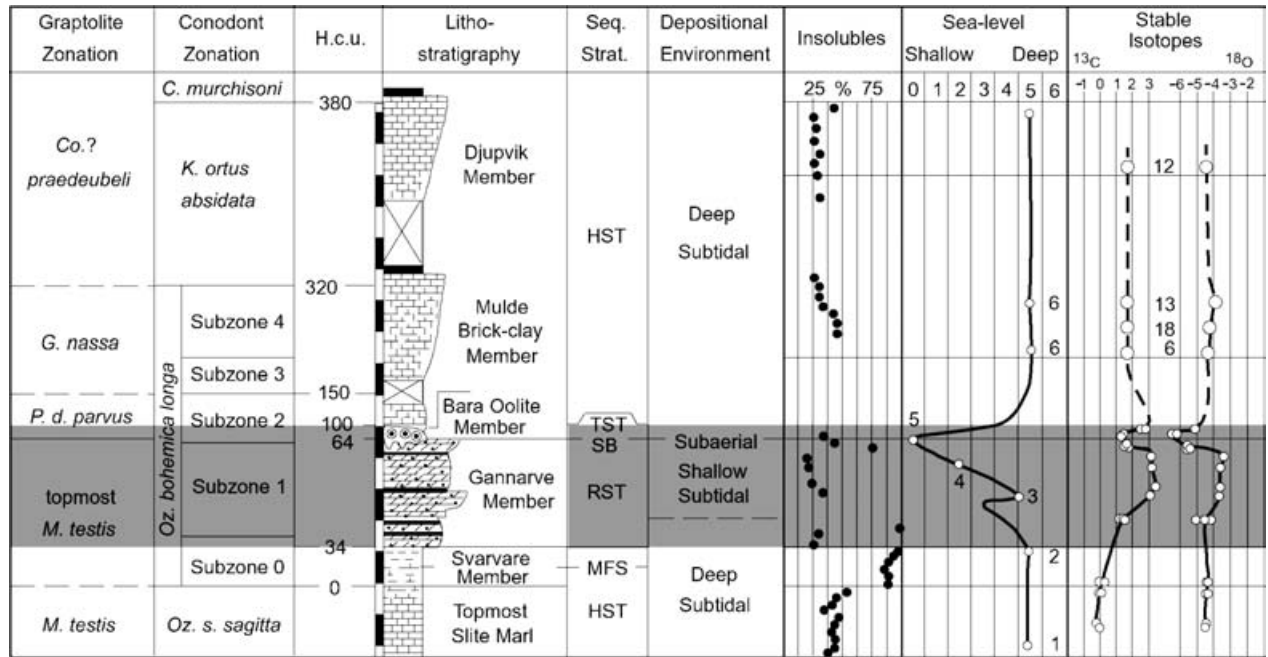 Graptolite Zonation
Conodont Zonation
H.c.u.
Litho-stratigraphy
Seq. Strat.
Depositional Environment
Insolubles
Sea-level
Shallow Deep
Stable Isotopes
13C 18O
25 % 75
0 1 2 3 4 5 6
-1 0 1 2 3 -6 -5 -4 -3 -2
C. murchisoni
380
Co.? praedeubeli
K. ortus absidata
Djupvik Member
HST
Deep Subtidal
12
320
G. nassa
Oz. bohemica longa
Subzone 4
Mulde Brick-clay Member
6
13
18
6
6
Subzone 3
150
P. d. parvus
Subzone 2
100
Bara Oolite Member
TST
5
64
SB
Subaerial
topmost M. testis
Subzone 1
Gannarve Member
RST
Shallow Subtidal
4
3
34
Subzone 0
Svarvare Member
MFS
Deep Subtidal
2
0
M. testis
Oz. s. sagitta
Topmost Slite Marl
HST
1